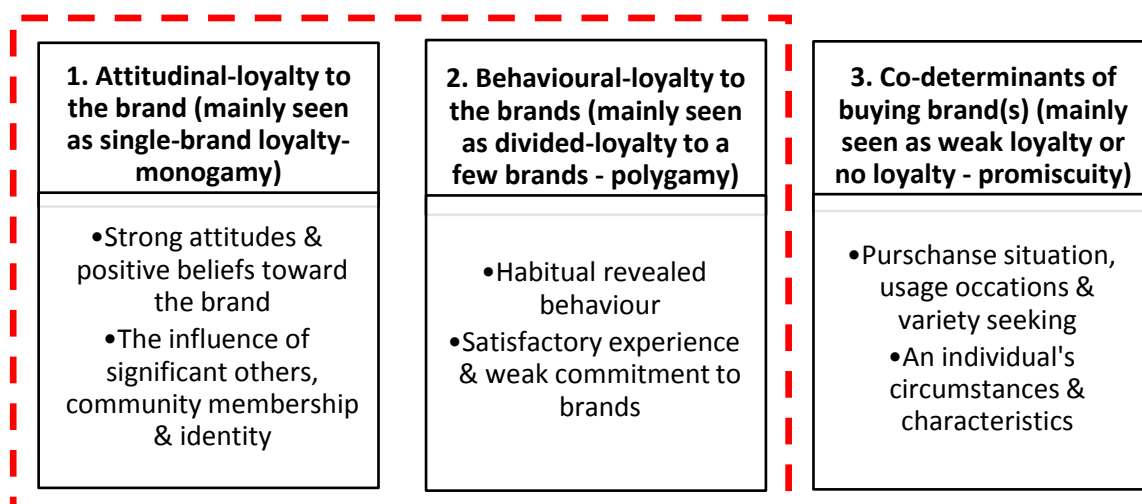 1. Attitudinal-loyalty to
the brand (mainly seen
as single-brand loyalty-
monogamy)
•Strong attitudes &
positive beliefs toward
the brand
•The influence of
significant others,
community membership
& identity
2. Behavioural-loyalty to
the brands (mainly seen
as divided-loyalty to a
few brands - polygamy)
•Habitual revealed
behaviour
•Satisfactory experience
& weak commitment to
brands
3. Co-determinants of
buying brand(s) (mainly
seen as weak loyalty or
no loyalty - promiscuity)
•Purschanse situation,
usage occations &
variety seeking
•An individual's
circumstances &
characteristics